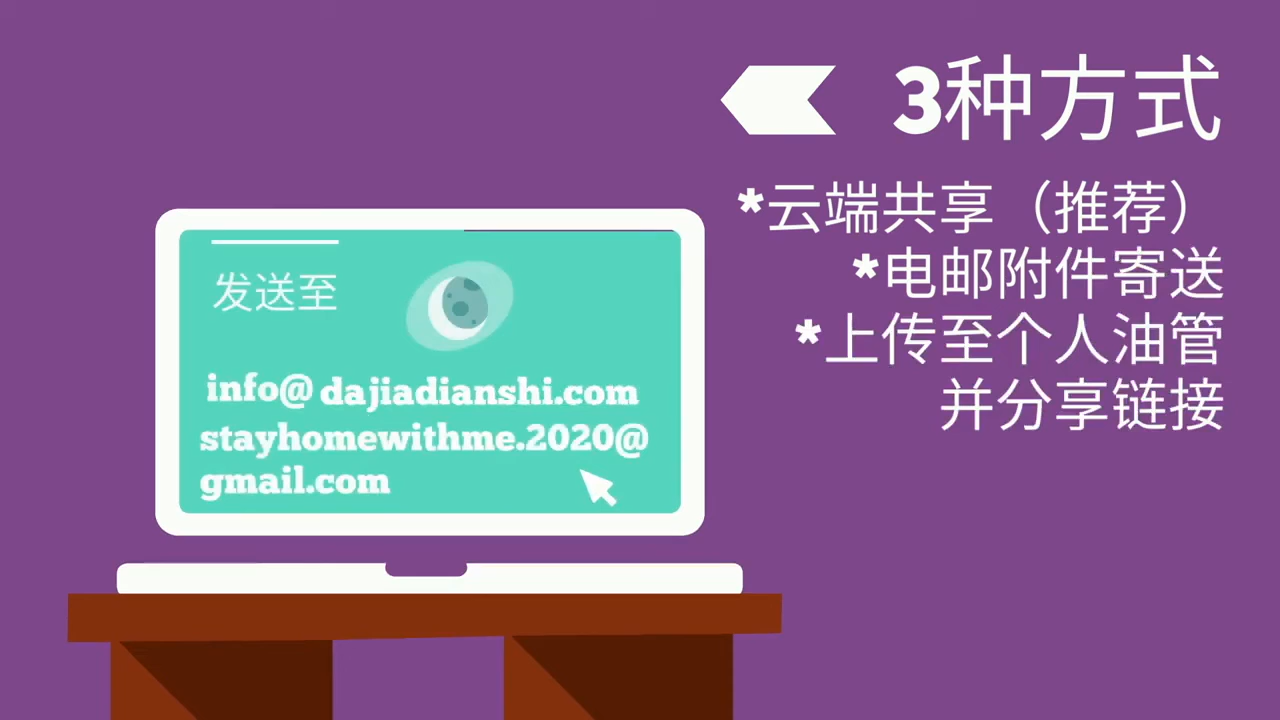 3种方式
*云端共享（推荐）
*电邮附件寄送
*上传至个人油管
并分享链接
发送至
info@dajiadianshi.com
stayhomewithme.2020@
gmail.com